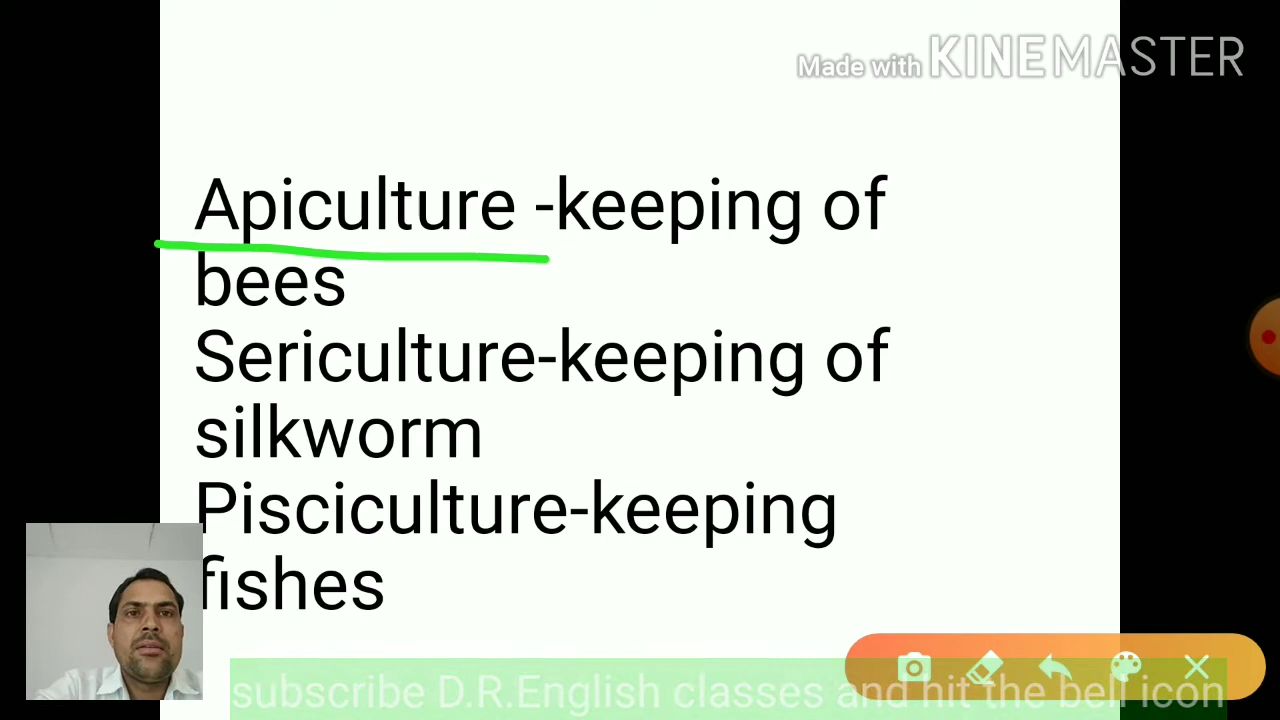 Made with KINEMASTER
Apiculture -keeping of
bees
Sericulture-keeping of
silkworm
Pisciculture-keeping
fishes
subscribe D.R.English classes and hit the bell icon